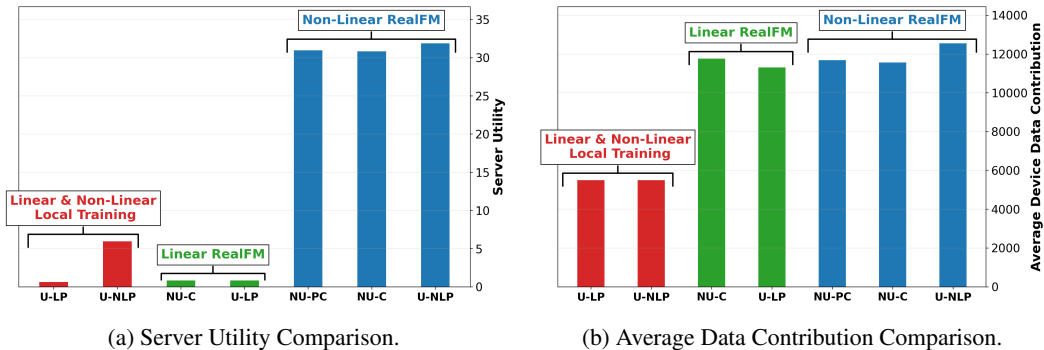 Non-Linear RealFM
Linear & Non-Linear
Local Training
Linear RealFM
35
30
25
20
15
10
5
0
Server Utility
U-LP
U-NLP
NU-C
U-LP
NU-PC
NU-C
U-NLP
(a) Server Utility Comparison.
Non-Linear RealFM
Linear RealFM
Linear & Non-Linear
Local Training
14000
12000
10000
8000
6000
4000
2000
0
Average Device Data Contribution
U-LP
U-NLP
NU-C
U-LP
NU-PC
NU-C
U-NLP
(b) Average Data Contribution Comparison.